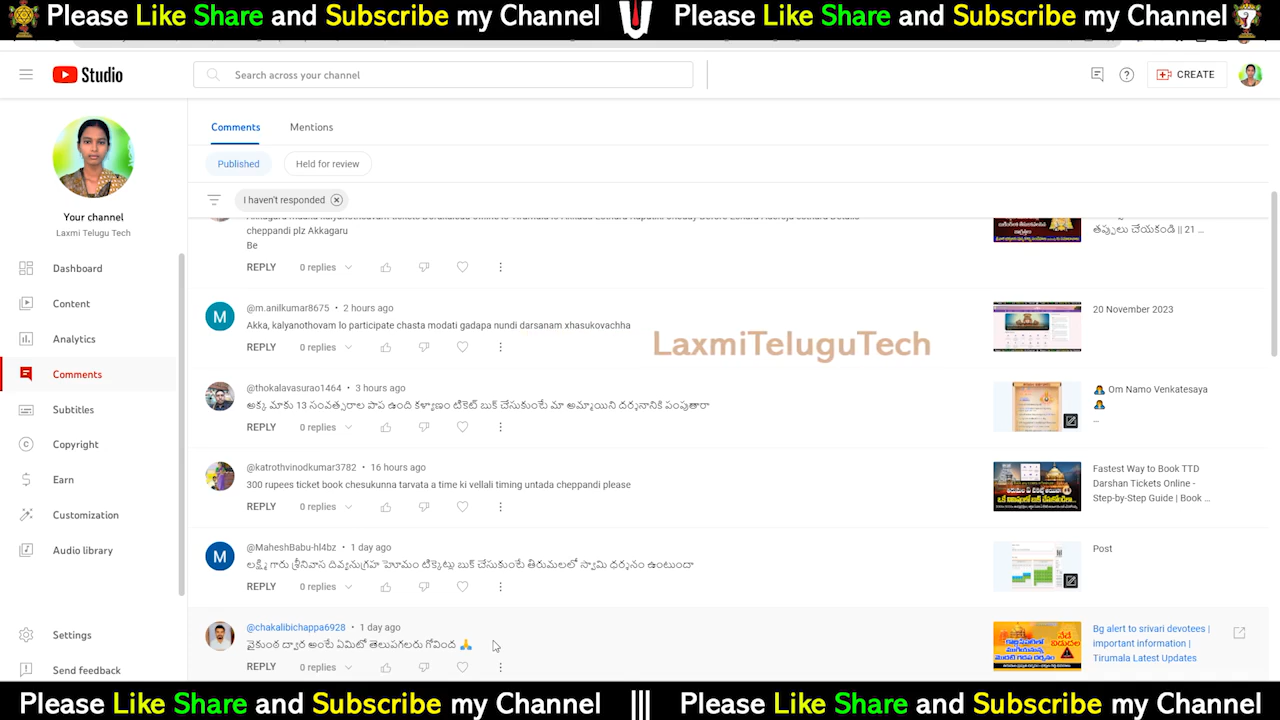 Please Like Share and Subscribe my Channel
Please Like Share and Subscribe my Channel
Studio
Search across your channel
CREATE
Your channel
Laxmi Telugu Tech
Dashboard
Content
Analytics
Comments
Subtitles
Copyright
Earn
Customization
Audio library
Settings
Send feedback
Comments
Mentions
Published
Held for review
I haven't responded
cheppandi plz Akkagaru
Be
REPLY 0 replies
తప్పులు చేయకండి || 21 ...
@m.anilkumar8675 • 2 hours ago
Akka, kalyanotsavam lo participate chasta modati gadapa nundi darsanam xhasukovachha
REPLY 0 replies
20 November 2023
LaxmiTeluguTech
@thokalavasurao1464 • 3 hours ago
అక్క మాకు 13 సంత్సరాల పాప ఉంది కళ్యాణం టికెట్ బుక్ చేసుకుంటే మా అమ్మాయిని దర్శనానికి పంపుతారా
REPLY 0 replies
Om Namo Venkatesaya
...
@katrothvinodkumar3782 • 16 hours ago
300 rupees ticket book chesukunna tarvata a time ki vellali timing untada cheppandi please
REPLY 0 replies
Fastest Way to Book TTD
Darshan Tickets Online -
Step-by-Step Guide | Book ...
@MaheshBabu-hl4bz • 1 day ago
లక్ష్మి గారు శ్రీనివాస అనుగ్రహ హెూమం టిక్కెట్లు బుక్ చేసుకుంటే తిరుమలలో స్వామి ధర్శనం ఉంటుందా
REPLY 0 replies
Post
@chakalibichappa6928 • 1 day ago
వైకుంఠ ద్వార అంటే ఏమిటో తెలుపగలరు గోవింద 🙏
REPLY 0 replies
Bg alert to srivari devotees |
important information |
Tirumala Latest Updates
Please Like Share and Subscribe my Channel
Please Like Share and Subscribe my Channel